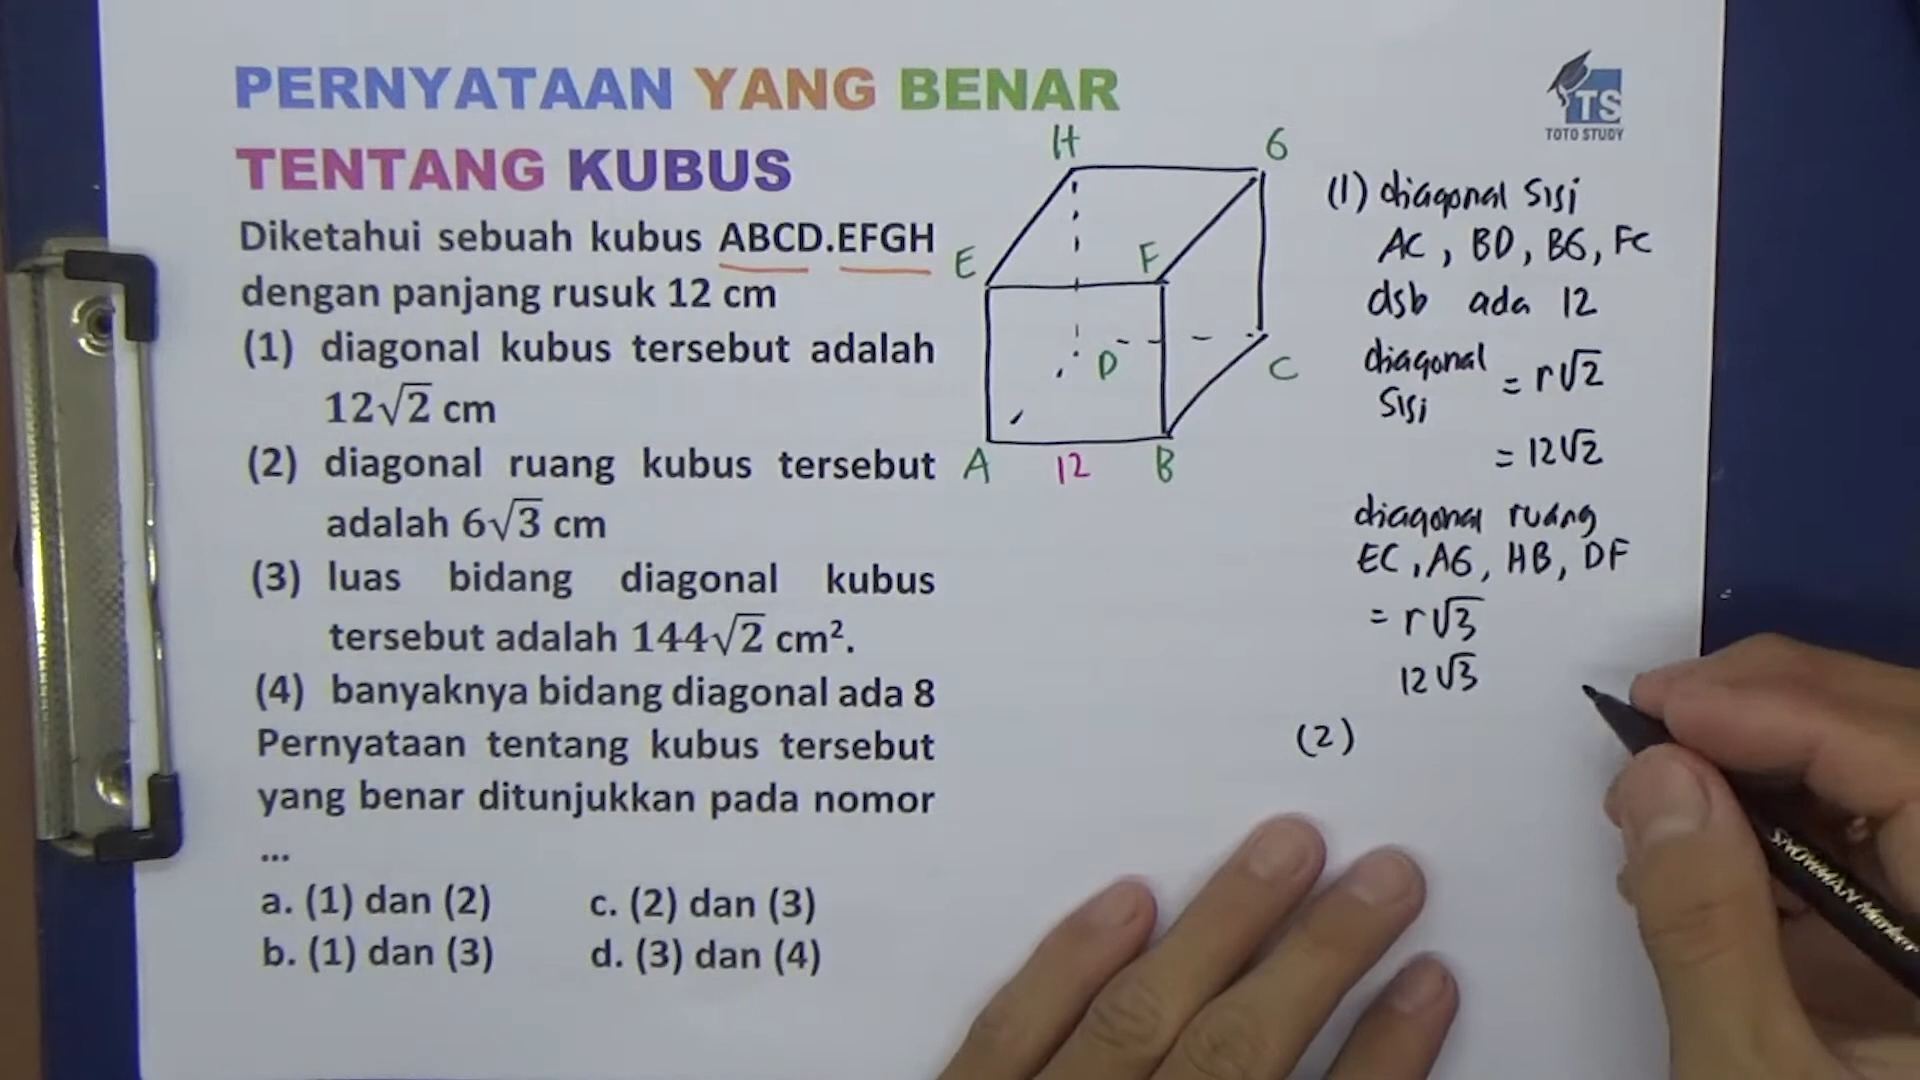 PERNYATAAN YANG BENAR
TENTANG KUBUS
Diketahui sebuah kubus ABCD.EFGH
dengan panjang rusuk 12 cm
(1) diagonal kubus tersebut adalah
12√2 cm
(2) diagonal ruang kubus tersebut
adalah 6√3 cm
(3) luas bidang diagonal kubus
tersebut adalah 144√2 cm².
(4) banyaknya bidang diagonal ada 8
Pernyataan tentang kubus tersebut
yang benar ditunjukkan pada nomor
...
a. (1) dan (2) c. (2) dan (3)
b. (1) dan (3) d. (3) dan (4)
H G
E F
D C
A 12 B
TS
TOTO STUDY
(1) diagonal sisi
AC, BD, BG, FC
dsb ada 12
diagonal
sisi = r√2
= 12√2
diagonal ruang
EC, AG, HB, DF
= r√3
12√3
(2)
SNOWMAN Marker